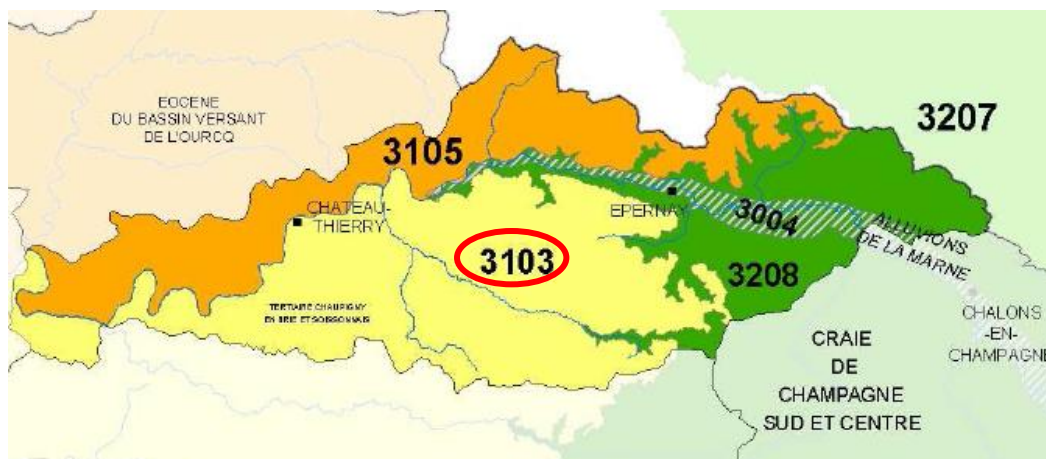 EOCENE
DU BASSIN VERSANT
DE L'OURCQ
3207
3105
CHATEAU-
THIERRY
EPERNAY
3004
ALLUVIONS
DE LA MARNE
3103
3208
TERTIAIRE CHAUPIGNY
EN BRIE ET SOISSONNAIS
CHALONS
-EN-
CHAMPAGNE
CRAIE
DE
CHAMPAGNE
SUD ET CENTRE